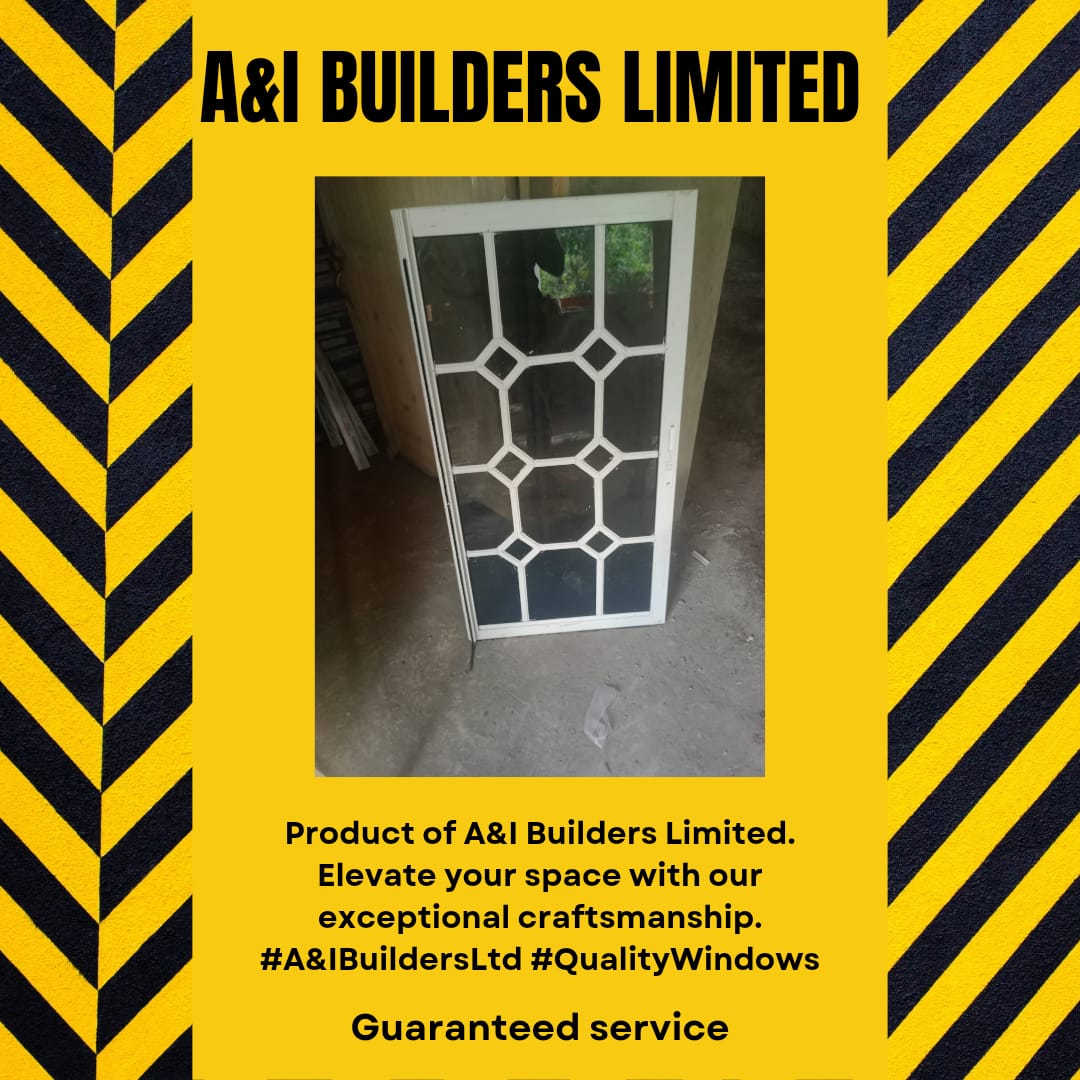 A&I BUILDERS LIMITED
Product of A&I Builders Limited.
Elevate your space with our
exceptional craftsmanship.
#A&IBuildersLtd #QualityWindows
Guaranteed service